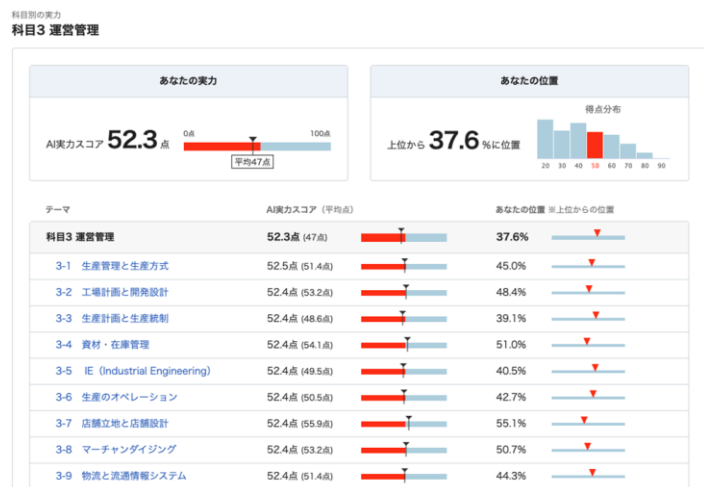 科目別の実力
科目3 運営管理
あなたの実力
AI実力スコア 52.3 点
0点 100点
平均47点
あなたの位置
上位から 37.6 %に位置
得点分布
20 30 40 50 60 70 80 90
テーマ AI実力スコア（平均点） あなたの位置 ※上位からの位置
科目3 運営管理 52.3点 (47点) 37.6%
3-1 生産管理と生産方式 52.5点 (51.4点) 45.0%
3-2 工場計画と開発設計 52.4点 (53.2点) 48.4%
3-3 生産計画と生産統制 52.4点 (48.6点) 39.1%
3-4 資材・在庫管理 52.4点 (54.1点) 51.0%
3-5 IE（Industrial Engineering） 52.4点 (49.5点) 40.5%
3-6 生産のオペレーション 52.4点 (50.5点) 42.7%
3-7 店舗立地と店舗設計 52.4点 (55.9点) 55.1%
3-8 マーチャンダイジング 52.4点 (53.2点) 50.7%
3-9 物流と流通情報システム 52.4点 (51.4点) 44.3%